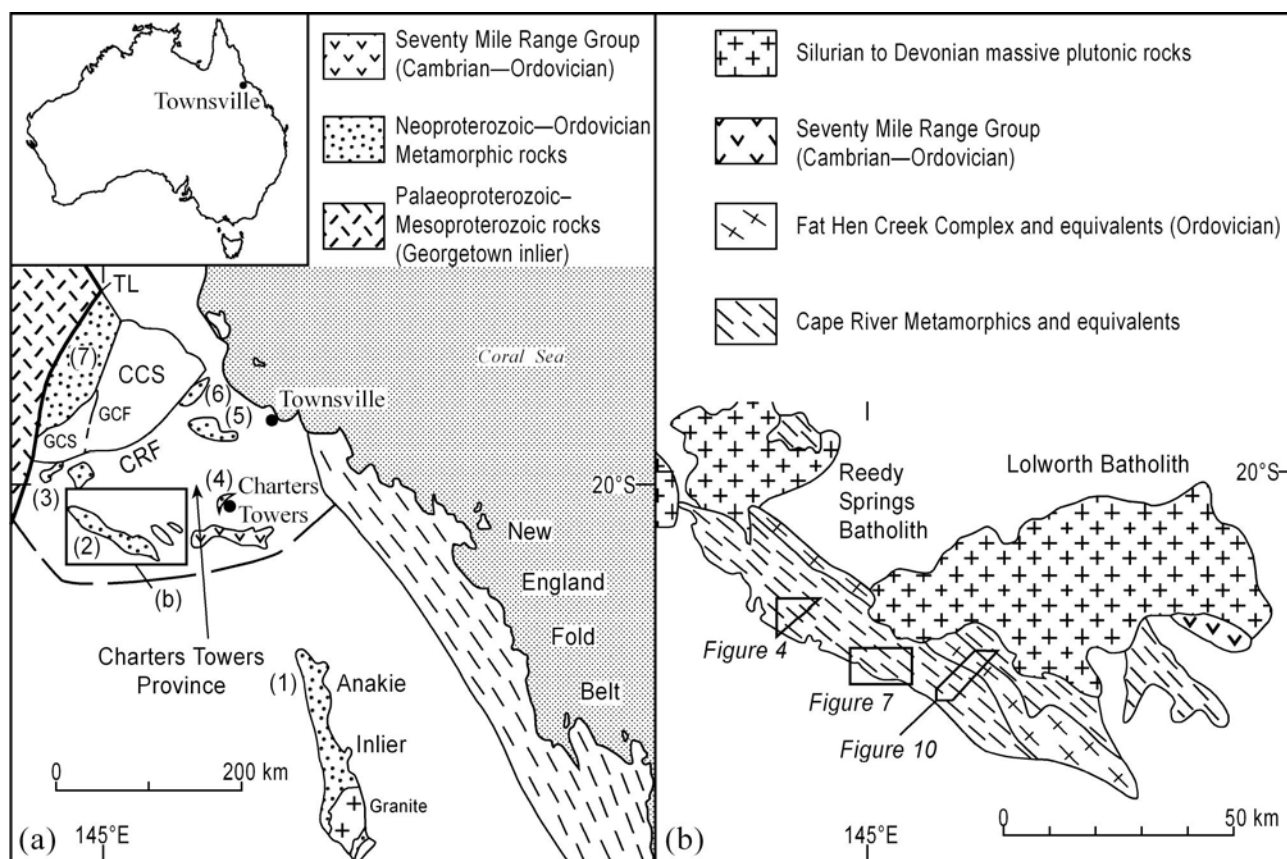 Townsville
Seventy Mile Range Group
(Cambrian—Ordovician)
Neoproterozoic—Ordovician
Metamorphic rocks
Palaeoproterozoic–
Mesoproterozoic rocks
(Georgetown inlier)
TL
(7)
CCS
GCF
GCS
CRF
(6)
(5)
Townsville
Coral Sea
(3)
(4)
Charters
Towers
20°S
(2)
(b)
Charters Towers
Province
New
England
Fold
Belt
(1)
Anakie
Inlier
Granite
0
200 km
(a)
145°E
Silurian to Devonian massive plutonic rocks
Seventy Mile Range Group
(Cambrian—Ordovician)
Fat Hen Creek Complex and equivalents (Ordovician)
Cape River Metamorphics and equivalents
Reedy
Springs
Batholith
Lolworth Batholith
20°S
Figure 4
Figure 7
Figure 10
0
50 km
(b)
145°E